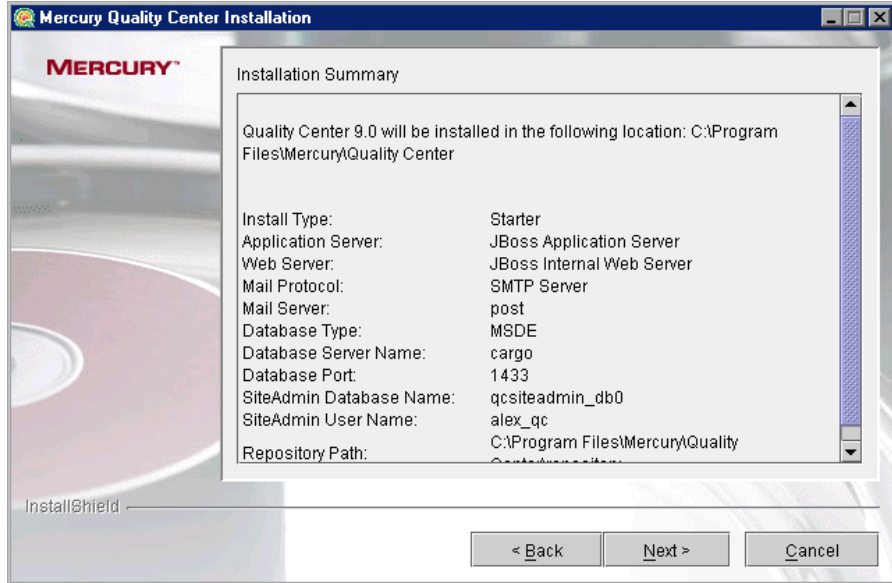 Mercury Quality Center Installation
MERCURY™
Installation Summary
Quality Center 9.0 will be installed in the following location: C:\Program
Files\Mercury\Quality Center
Install Type: Starter
Application Server: JBoss Application Server
Web Server: JBoss Internal Web Server
Mail Protocol: SMTP Server
Mail Server: post
Database Type: MSDE
Database Server Name: cargo
Database Port: 1433
SiteAdmin Database Name: qcsiteadmin_db0
SiteAdmin User Name: alex_qc
Repository Path: C:\Program Files\Mercury\Quality
InstallShield
< Back Next > Cancel